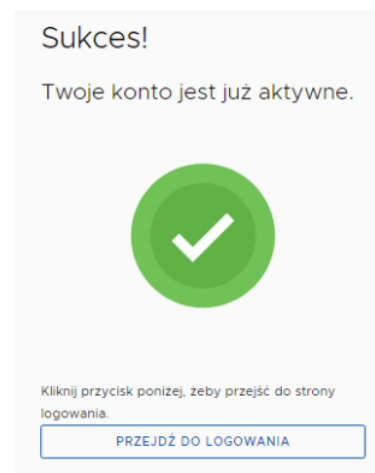 Sukces!
Twoje konto jest już aktywne.
Kliknij przycisk poniżej, żeby przejść do strony
logowania.
PRZEJDŹ DO LOGOWANIA